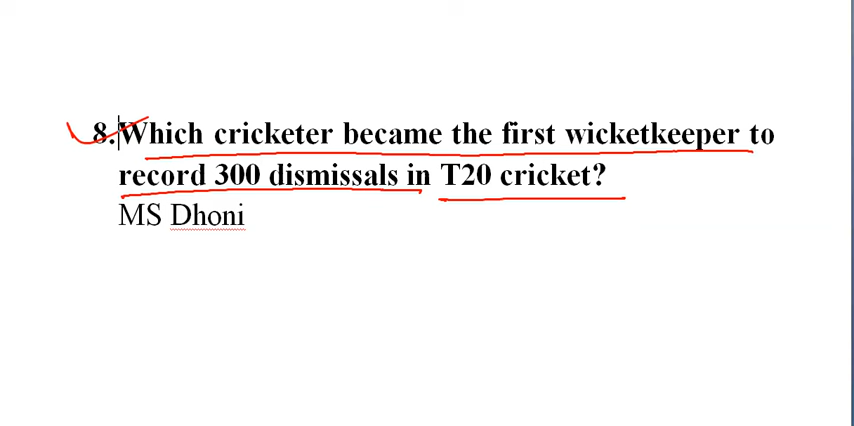 8.Which cricketer became the first wicketkeeper to
record 300 dismissals in T20 cricket?
MS Dhoni